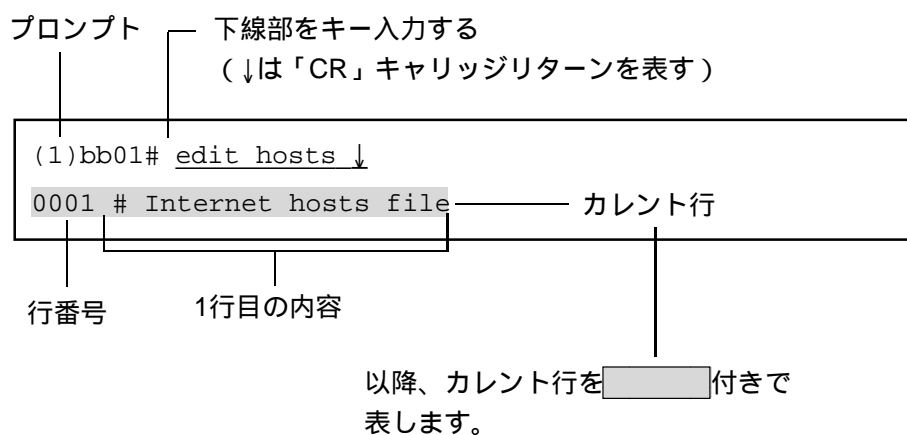 プロンプト
下線部をキー入力する
(↓は「CR」キャリッジリターンを表す)
(1)bb01# edit hosts ↓
0001 # Internet hosts file
カレント行
行番号
1行目の内容
以降、カレント行を 付きで
表します。